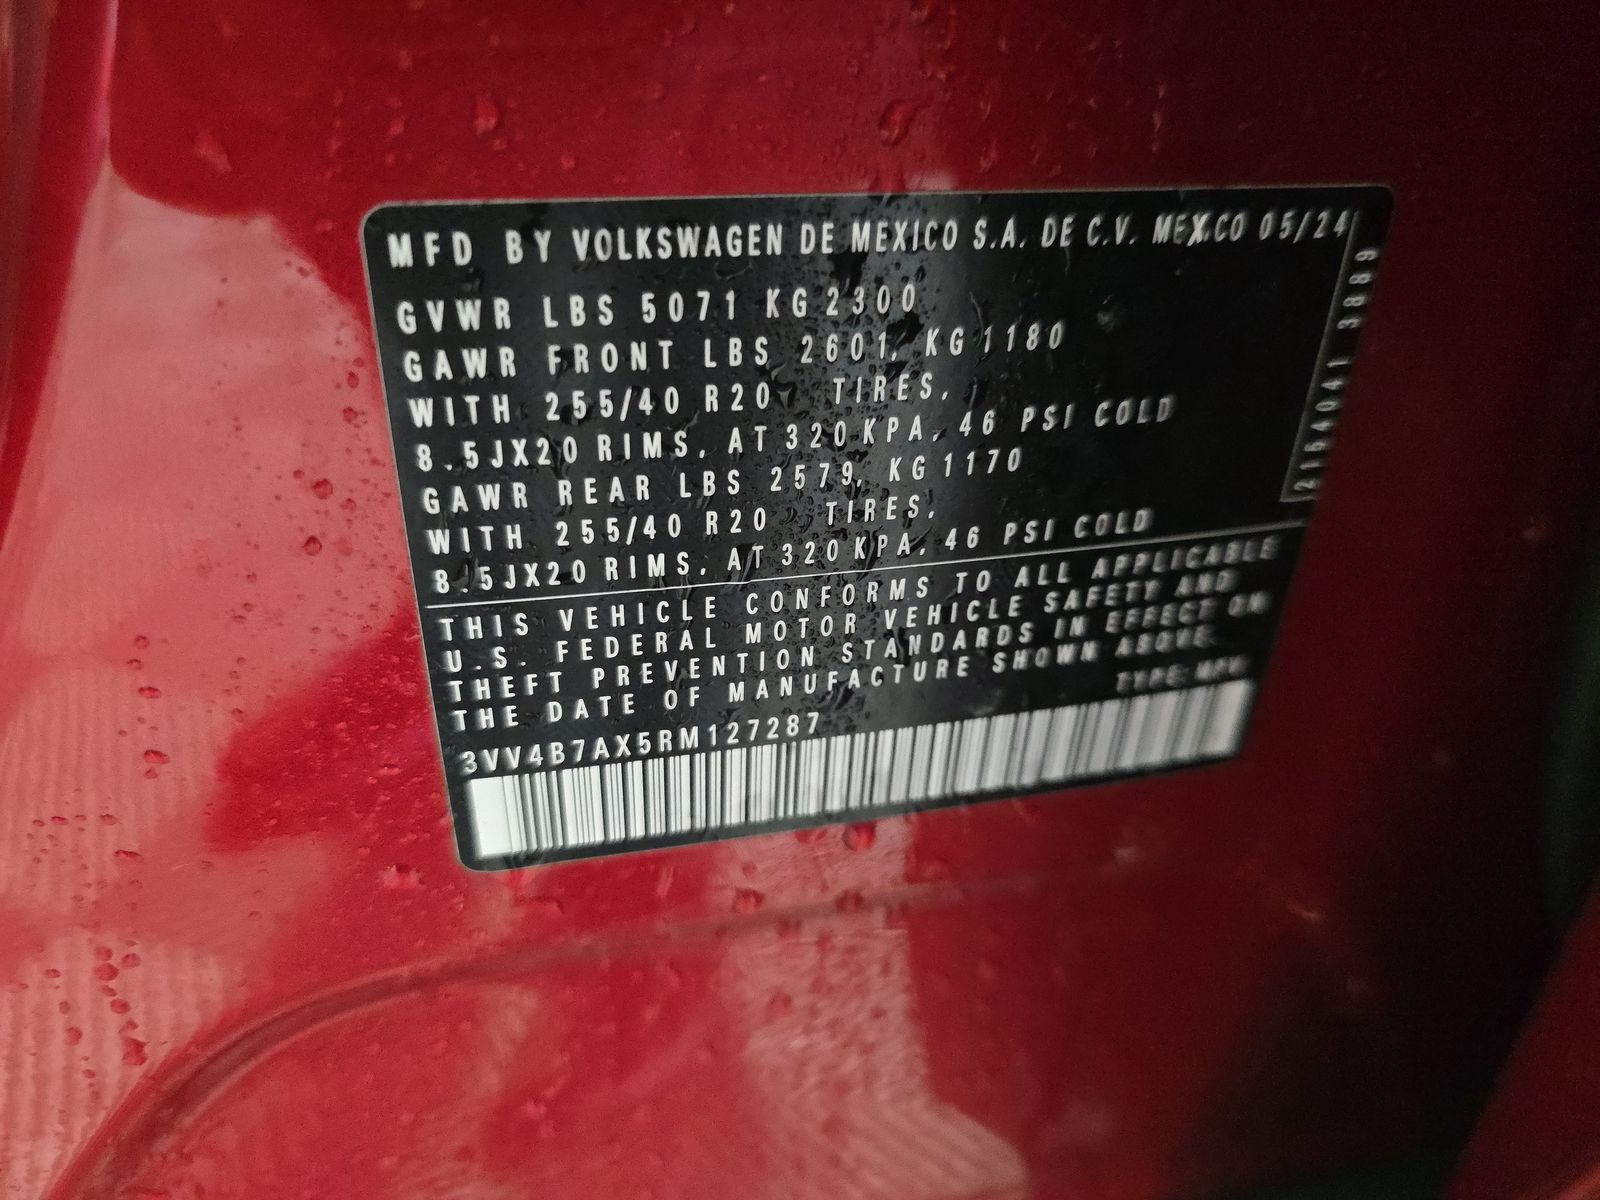 MFD BY VOLKSWAGEN DE MEXICO S.A. DE C.V. MEXICO 05/24
GVWR LBS 5071 KG 2300
GAWR FRONT LBS 2601, KG 1180
WITH 255/40 R20 TIRES,
8.5JX20 RIMS, AT 320 KPA, 46 PSI COLD
GAWR REAR LBS 2579, KG 1170
WITH 255/40 R20 TIRES,
8.5JX20 RIMS, AT 320 KPA, 46 PSI COLD
THIS VEHICLE CONFORMS TO ALL APPLICABLE
U.S. FEDERAL MOTOR VEHICLE SAFETY AND
THEFT PREVENTION STANDARDS IN EFFECT ON
THE DATE OF MANUFACTURE SHOWN ABOVE.
TYPE: MPV
3VV4B7AX5RM127287
3889